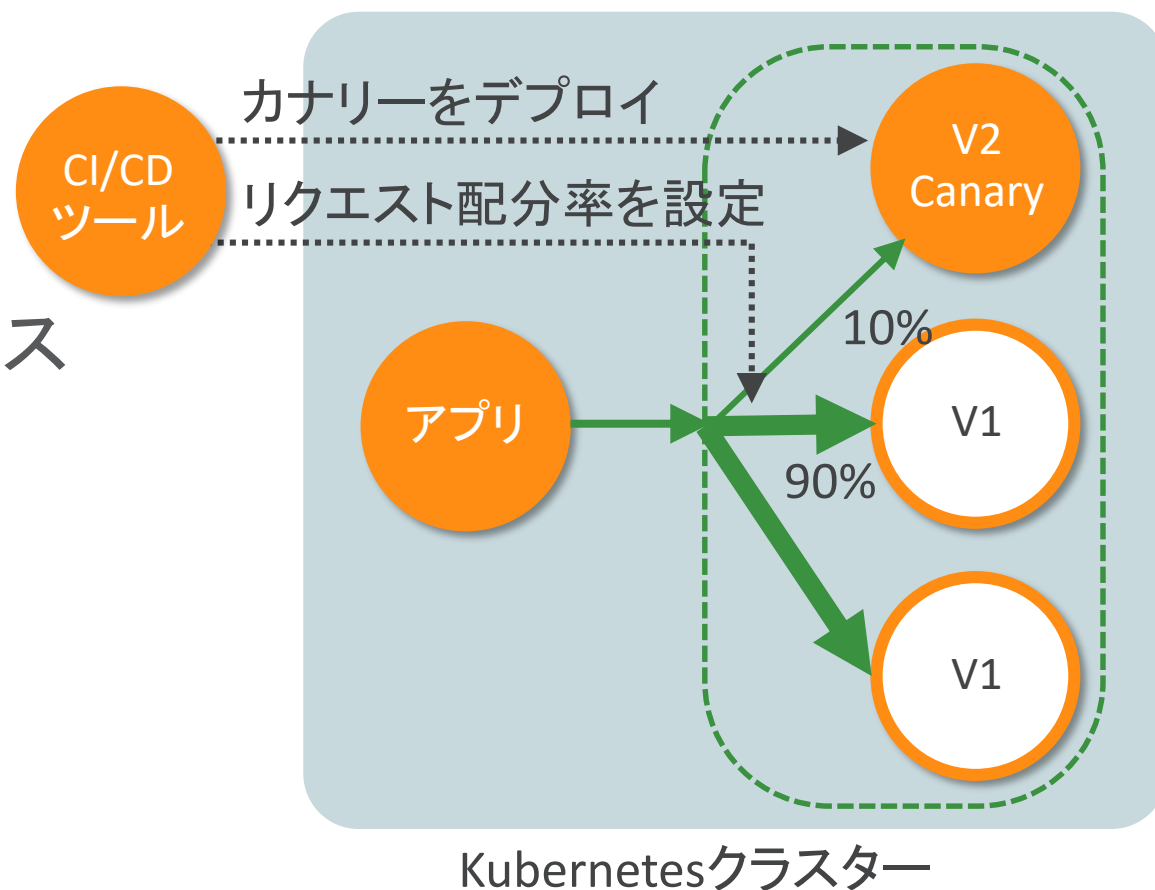 カナリーをデプロイ
CI/CD
ツール
リクエスト配分率を設定
V2
Canary
ス
10%
アプリ
V1
90%
V1
Kubernetesクラスター